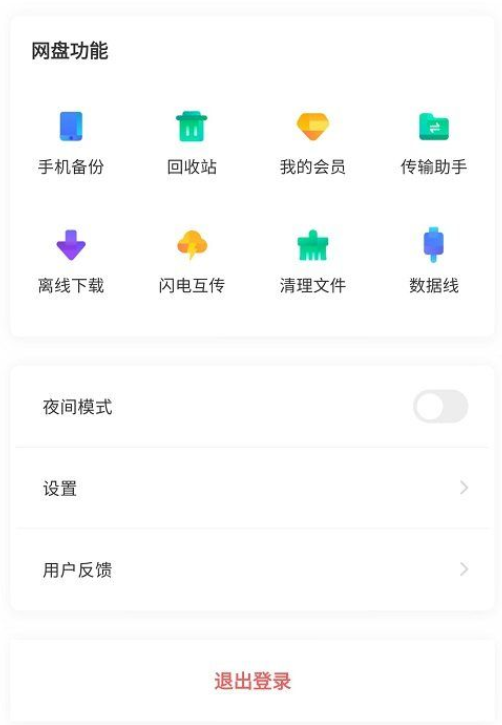 网盘功能
手机备份 回收站 我的会员 传输助手
离线下载 闪电互传 清理文件 数据线
夜间模式
设置
用户反馈
退出登录